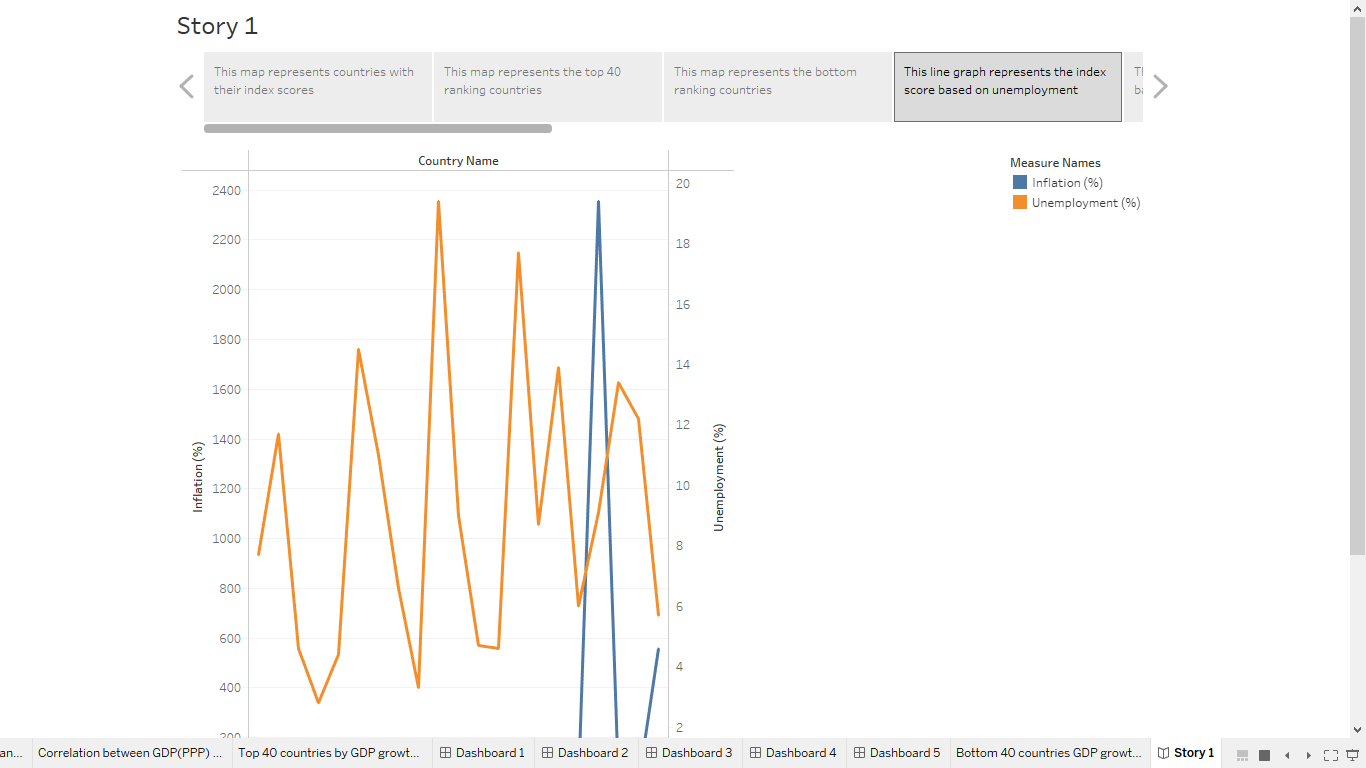 Story 1
This map represents countries with
their index scores
This map represents the top 40
ranking countries
This map represents the bottom
ranking countries
This line graph represents the index
score based on unemployment
Country Name
Measure Names
Inflation (%)
Unemployment (%)
2400
2200
2000
1800
1600
1400
1200
1000
800
600
400
200
Inflation (%)
20
18
16
14
12
10
8
6
4
2
Unemployment (%)
an...
Correlation between GDP(PPP) ...
Top 40 countries by GDP growt...
Dashboard 1
Dashboard 2
Dashboard 3
Dashboard 4
Dashboard 5
Bottom 40 countries GDP growt...
Story 1